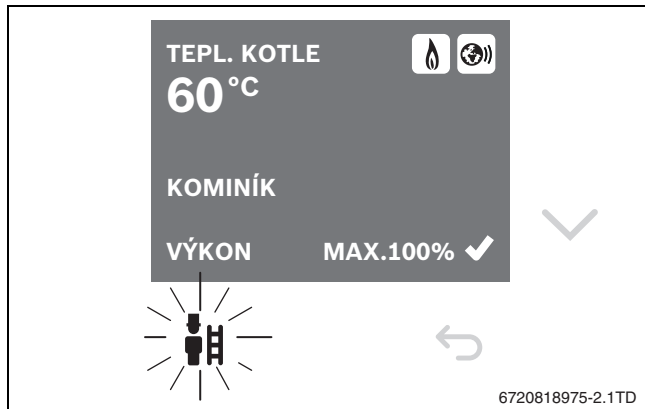 TEPL. KOTLE
60°C
KOMINÍK
VÝKON MAX.100%
6720818975-2.1TD